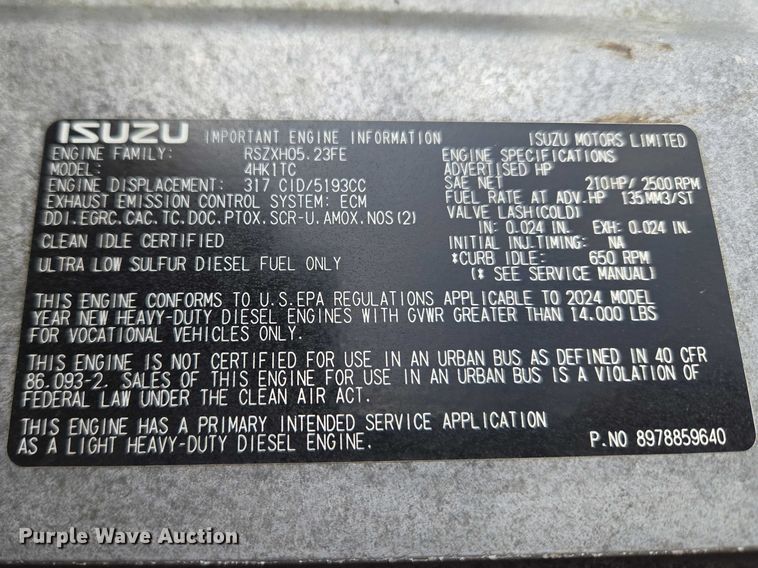 ISUZU IMPORTANT ENGINE INFORMATION ISUZU MOTORS LIMITED
ENGINE FAMILY: RSZXH05.23FE
MODEL: 4HK1TC
ENGINE DISPLACEMENT: 317 CID/5193CC
EXHAUST EMISSION CONTROL SYSTEM: ECM
DDI.EGRC.CAC.TC.DOC.PTOX.SCR-U.AMOX.NOS(2)
CLEAN IDLE CERTIFIED
ULTRA LOW SULFUR DIESEL FUEL ONLY
ENGINE SPECIFICATIONS
ADVERTISED HP
SAE NET 210HP/2500RPM
FUEL RATE AT ADV.HP 135MM3/ST
VALVE LASH(COLD)
IN: 0.024 IN. EXH: 0.024 IN.
INITIAL INJ.TIMING: NA
*CURB IDLE: 650 RPM
(* SEE SERVICE MANUAL)
THIS ENGINE CONFORMS TO U.S.EPA REGULATIONS APPLICABLE TO 2024 MODEL
YEAR NEW HEAVY-DUTY DIESEL ENGINES WITH GVWR GREATER THAN 14.000 LBS
FOR VOCATIONAL VEHICLES ONLY.
THIS ENGINE IS NOT CERTIFIED FOR USE IN AN URBAN BUS AS DEFINED IN 40 CFR
86.093-2. SALES OF THIS ENGINE FOR USE IN AN URBAN BUS IS A VIOLATION OF
FEDERAL LAW UNDER THE CLEAN AIR ACT.
THIS ENGINE HAS A PRIMARY INTENDED SERVICE APPLICATION
AS A LIGHT HEAVY-DUTY DIESEL ENGINE. P.NO 8978859640
Purple Wave Auction